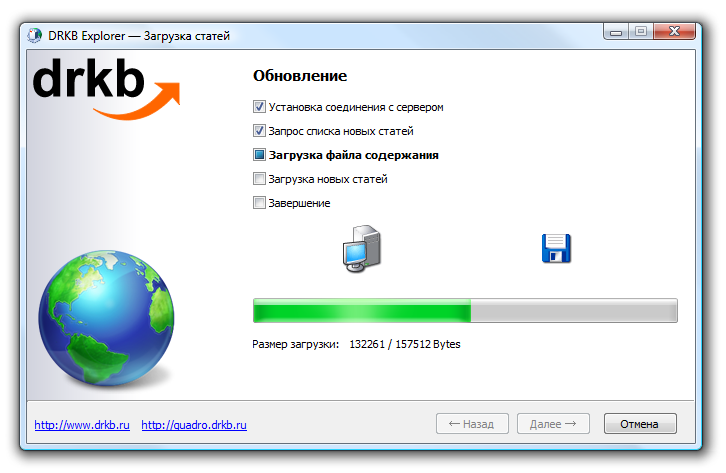 DRKB Explorer — Загрузка статей
drkb
Обновление
Установка соединения с сервером
Запрос списка новых статей
Загрузка файла содержания
Загрузка новых статей
Завершение
Размер загрузки: 132261 / 157512 Bytes
http://www.drkb.ru http://quadro.drkb.ru
← Назад Далее → Отмена